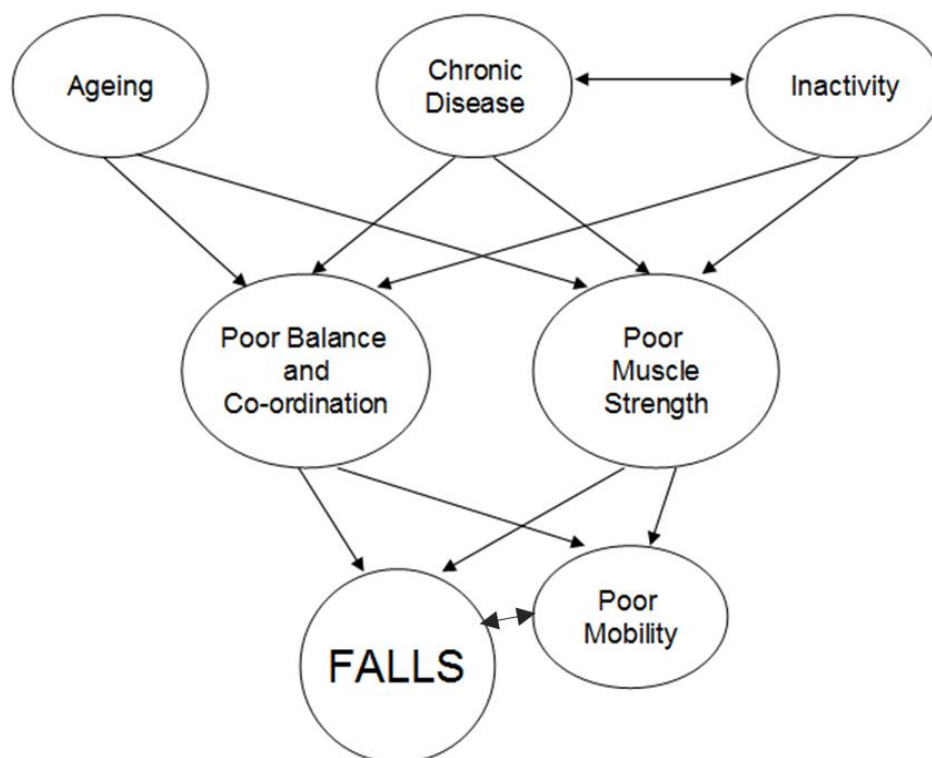 Ageing
Chronic
Disease
Inactivity
Poor Balance
and
Co-ordination
Poor
Muscle
Strength
FALLS
Poor
Mobility